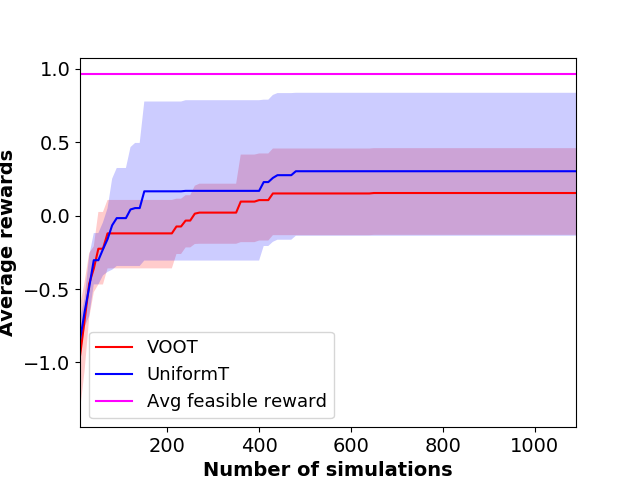 1.0
0.5
0.0
−0.5
−1.0
Average rewards
VOOT
UniformT
Avg feasible reward
200 400 600 800 1000
Number of simulations